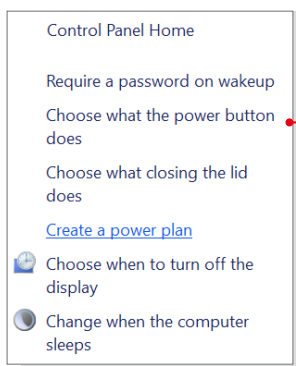 Control Panel Home
Require a password on wakeup
Choose what the power button
does
Choose what closing the lid
does
Create a power plan
Choose when to turn off the
display
Change when the computer
sleeps